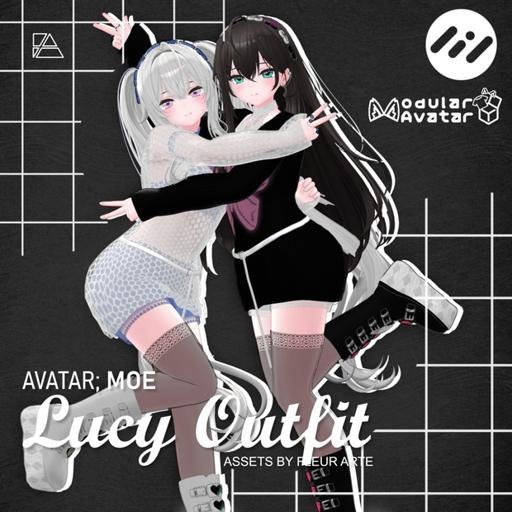 Modular
Avatar
AVATAR; MOE
Lucy Outfit
ASSETS BY FLEUR ARTE